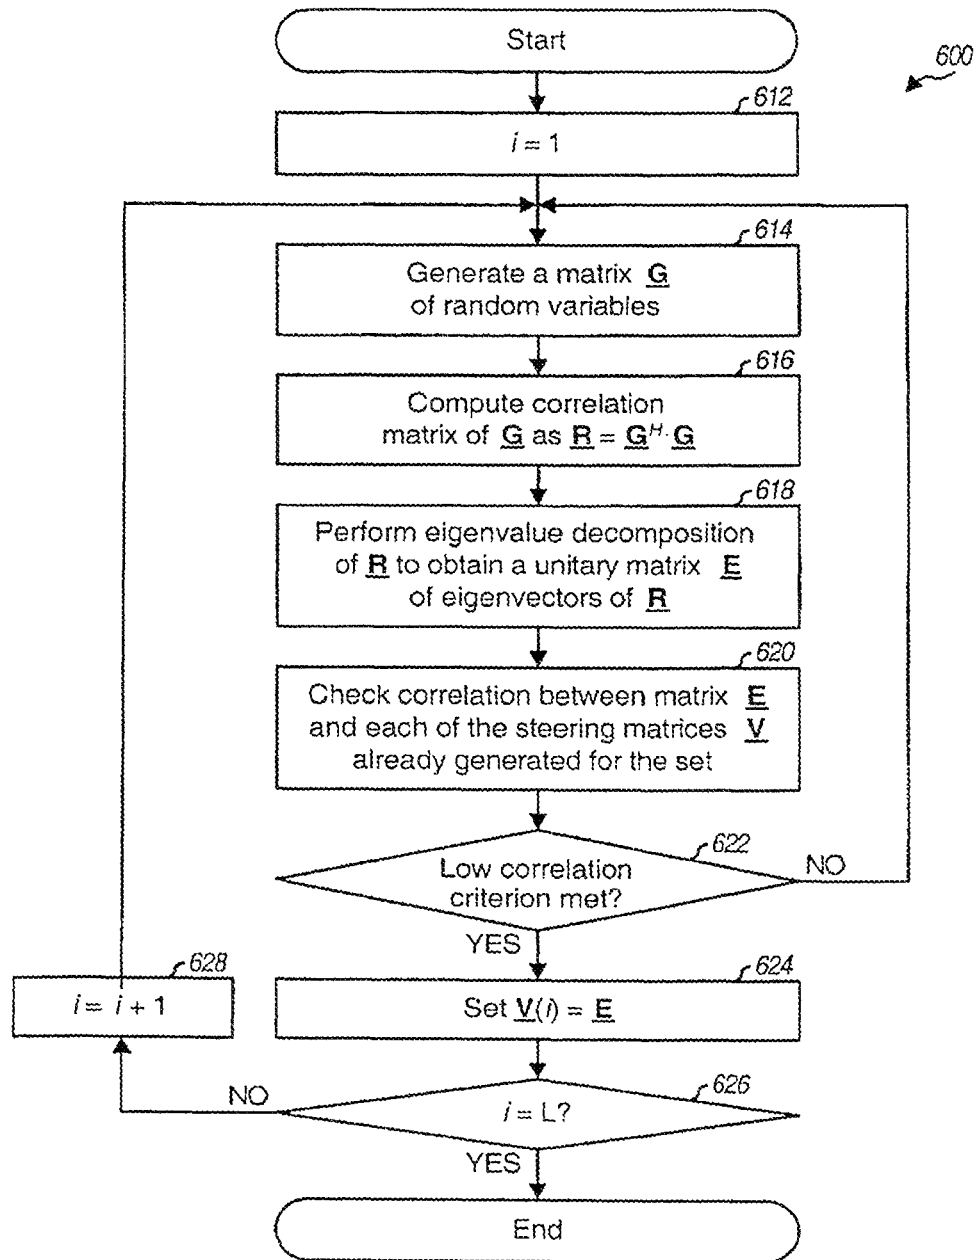 Start
600
612
i = 1
614
Generate a matrix G
of random variables
616
Compute correlation
matrix of G as R = G^H · G
618
Perform eigenvalue decomposition
of R to obtain a unitary matrix E
of eigenvectors of R
620
Check correlation between matrix E
and each of the steering matrices V
already generated for the set
622
Low correlation
criterion met?
NO
YES
628
i = i + 1
624
Set V(i) = E
626
i = L?
NO
YES
End